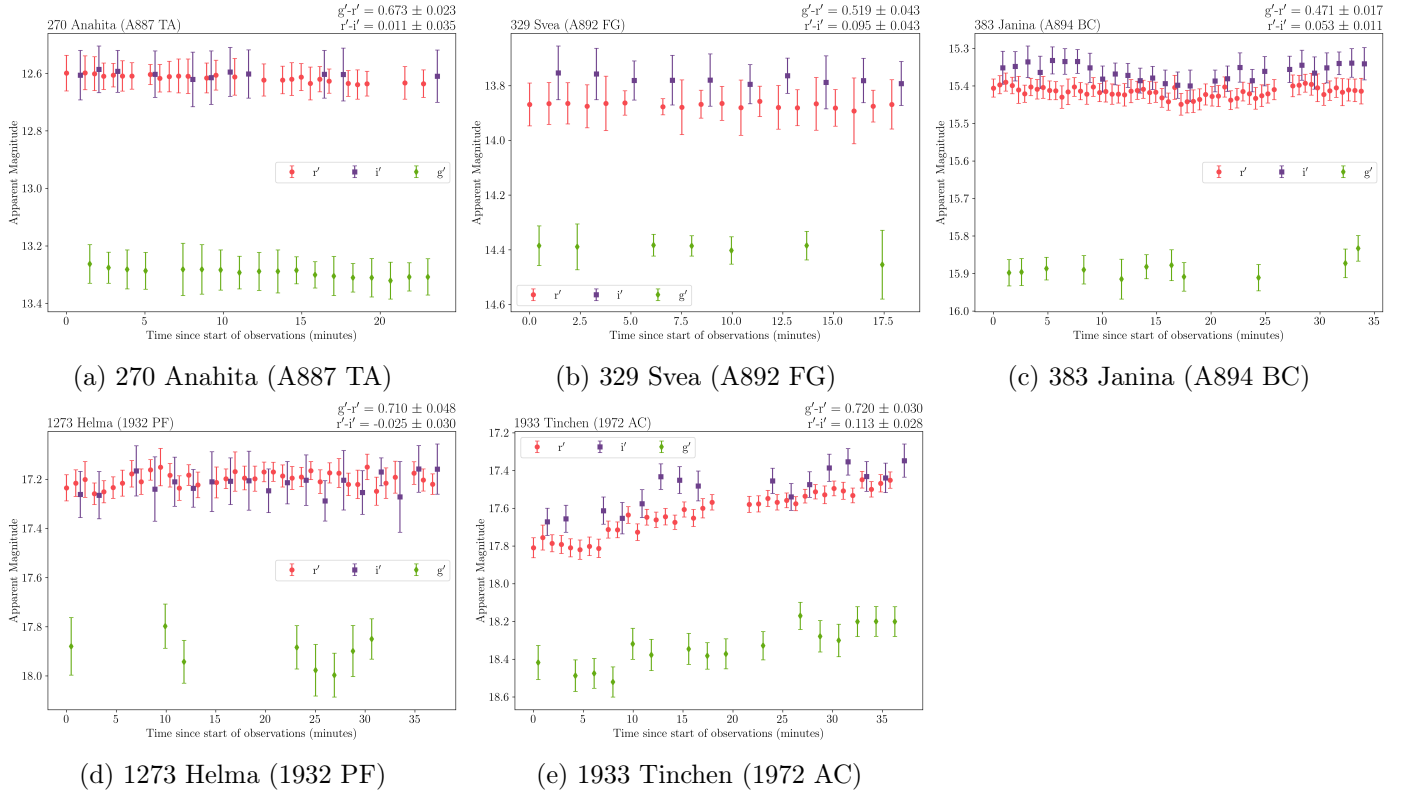 g′-r′ = 0.673 ± 0.023
270 Anahita (A887 TA) r′-i′ = 0.011 ± 0.035
12.6
12.8
13.0
13.2
13.4
Apparent Magnitude
r′ i′ g′
0 5 10 15 20
Time since start of observations (minutes)
(a) 270 Anahita (A887 TA)
g′-r′ = 0.519 ± 0.043
329 Svea (A892 FG) r′-i′ = 0.095 ± 0.043
13.8
14.0
14.2
14.4
14.6
Apparent Magnitude
r′ i′ g′
0.0 2.5 5.0 7.5 10.0 12.5 15.0 17.5
Time since start of observations (minutes)
(b) 329 Svea (A892 FG)
g′-r′ = 0.471 ± 0.017
383 Janina (A894 BC) r′-i′ = 0.053 ± 0.011
15.3
15.4
15.5
15.6
15.7
15.8
15.9
16.0
Apparent Magnitude
r′ i′ g′
0 5 10 15 20 25 30 35
Time since start of observations (minutes)
(c) 383 Janina (A894 BC)
g′-r′ = 0.710 ± 0.048
1273 Helma (1932 PF) r′-i′ = -0.025 ± 0.030
17.2
17.4
17.6
17.8
18.0
Apparent Magnitude
r′ i′ g′
0 5 10 15 20 25 30 35
Time since start of observations (minutes)
(d) 1273 Helma (1932 PF)
g′-r′ = 0.720 ± 0.030
1933 Tinchen (1972 AC) r′-i′ = 0.113 ± 0.028
17.2
17.4
17.6
17.8
18.0
18.2
18.4
18.6
Apparent Magnitude
r′ i′ g′
0 5 10 15 20 25 30 35
Time since start of observations (minutes)
(e) 1933 Tinchen (1972 AC)